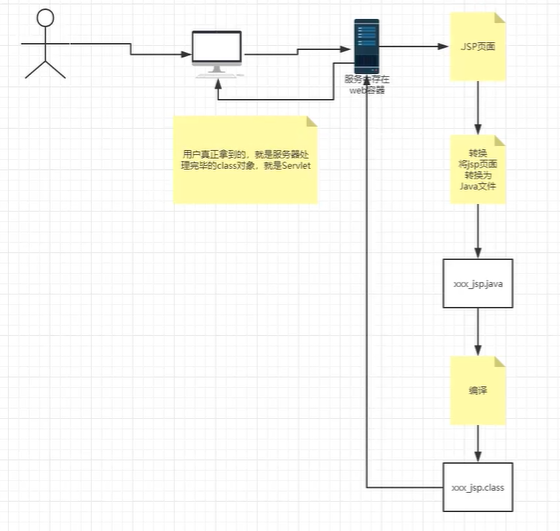 服务 存在
web容器
.JSP页面
用户真正拿到的，就是服务器处
理完毕的class对象，就是Servlet
转换
将jsp页面
转换为
Java文件
xxx_jsp.java
编译
xxx_jsp.class